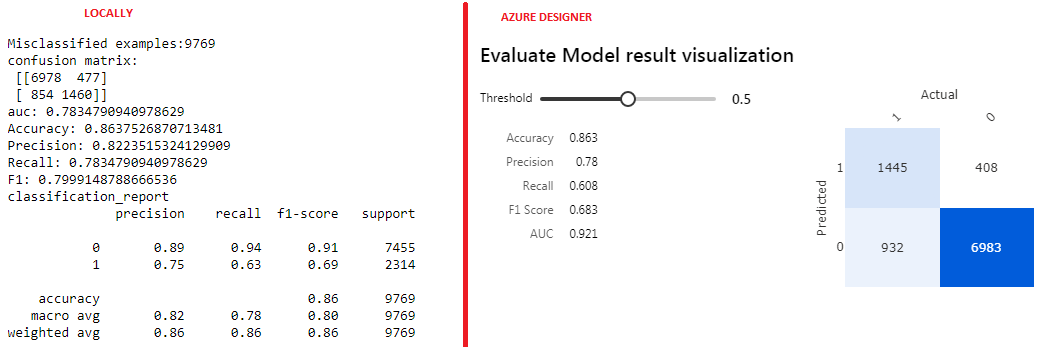 LOCALLY
Misclassified examples:9769
confusion matrix:
[[6978 477]
[ 854 1460]]
auc: 0.7834790940978629
Accuracy: 0.8637526870713481
Precision: 0.8223515324129909
Recall: 0.7834790940978629
F1: 0.7999148788666536
classification_report
precision recall f1-score support
0 0.89 0.94 0.91 7455
1 0.75 0.63 0.69 2314
accuracy 0.86 9769
macro avg 0.82 0.78 0.80 9769
weighted avg 0.86 0.86 0.86 9769
AZURE DESIGNER
Evaluate Model result visualization
Threshold 0.5
Accuracy 0.863
Precision 0.78
Recall 0.608
F1 Score 0.683
AUC 0.921
Actual
1 0
Predicted
1 1445 408
0 932 6983